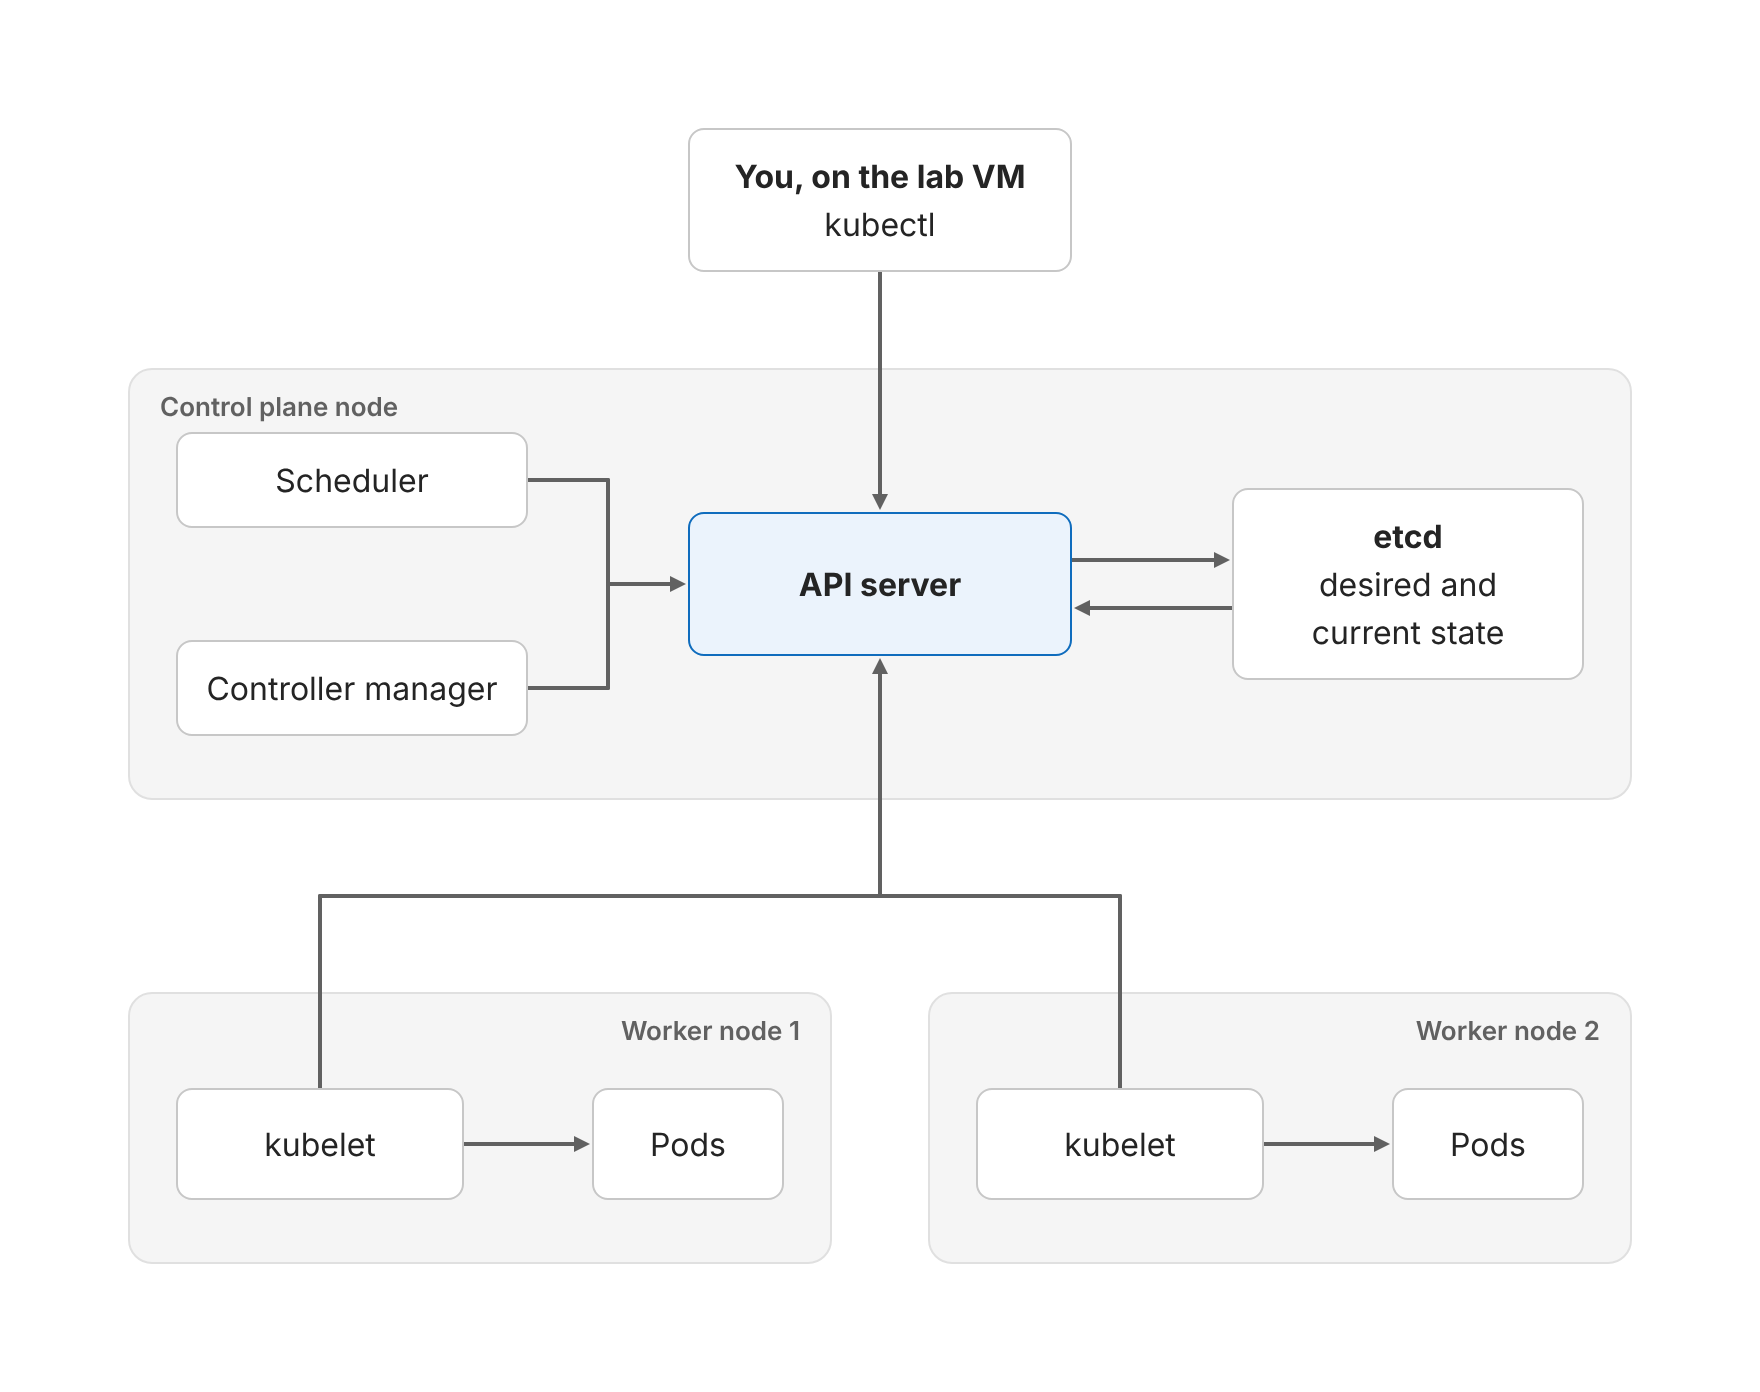 You, on the lab VM
kubectl
Control plane node
Scheduler
Controller manager
API server
etcd
desired and
current state
Worker node 1
kubelet
Pods
Worker node 2
kubelet
Pods